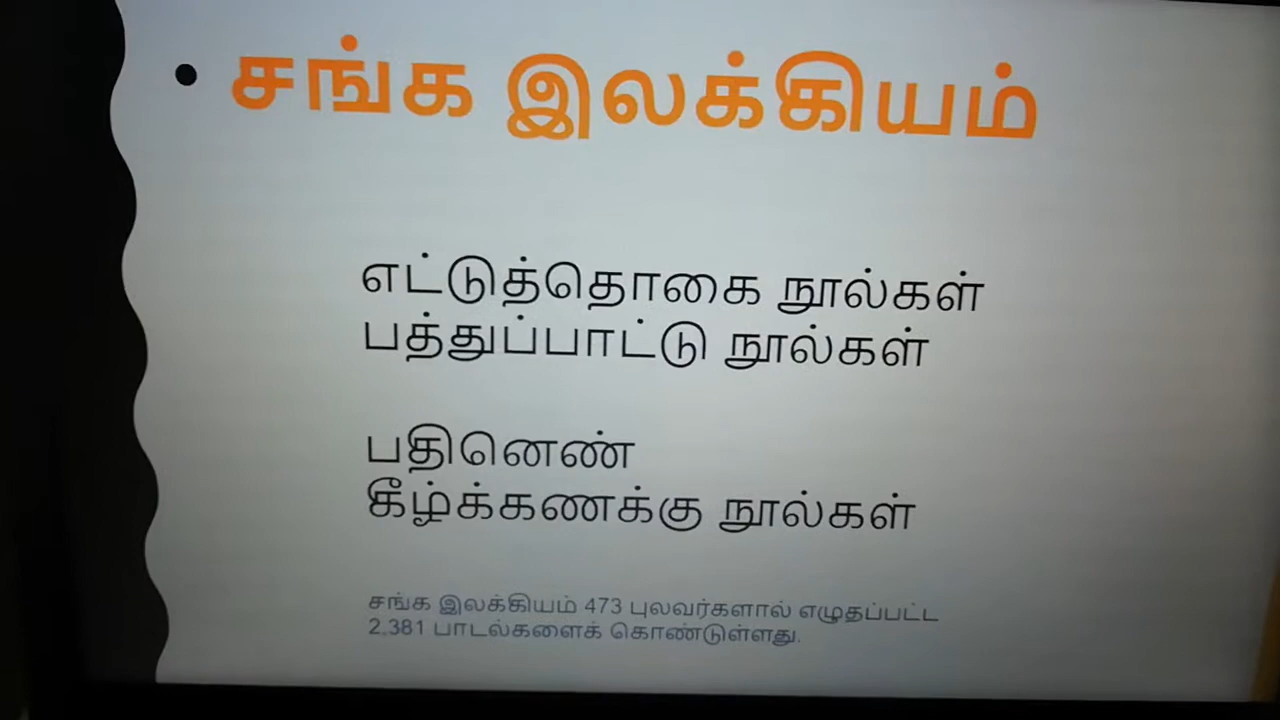 • சங்க இலக்கியம்
எட்டுத்தொகை நூல்கள்
பத்துப்பாட்டு நூல்கள்
பதினெண்
கீழ்க்கணக்கு நூல்கள்
சங்க இலக்கியம் 473 புலவர்களால் எழுதப்பட்ட
2,381 பாடல்களைக் கொண்டுள்ளது.